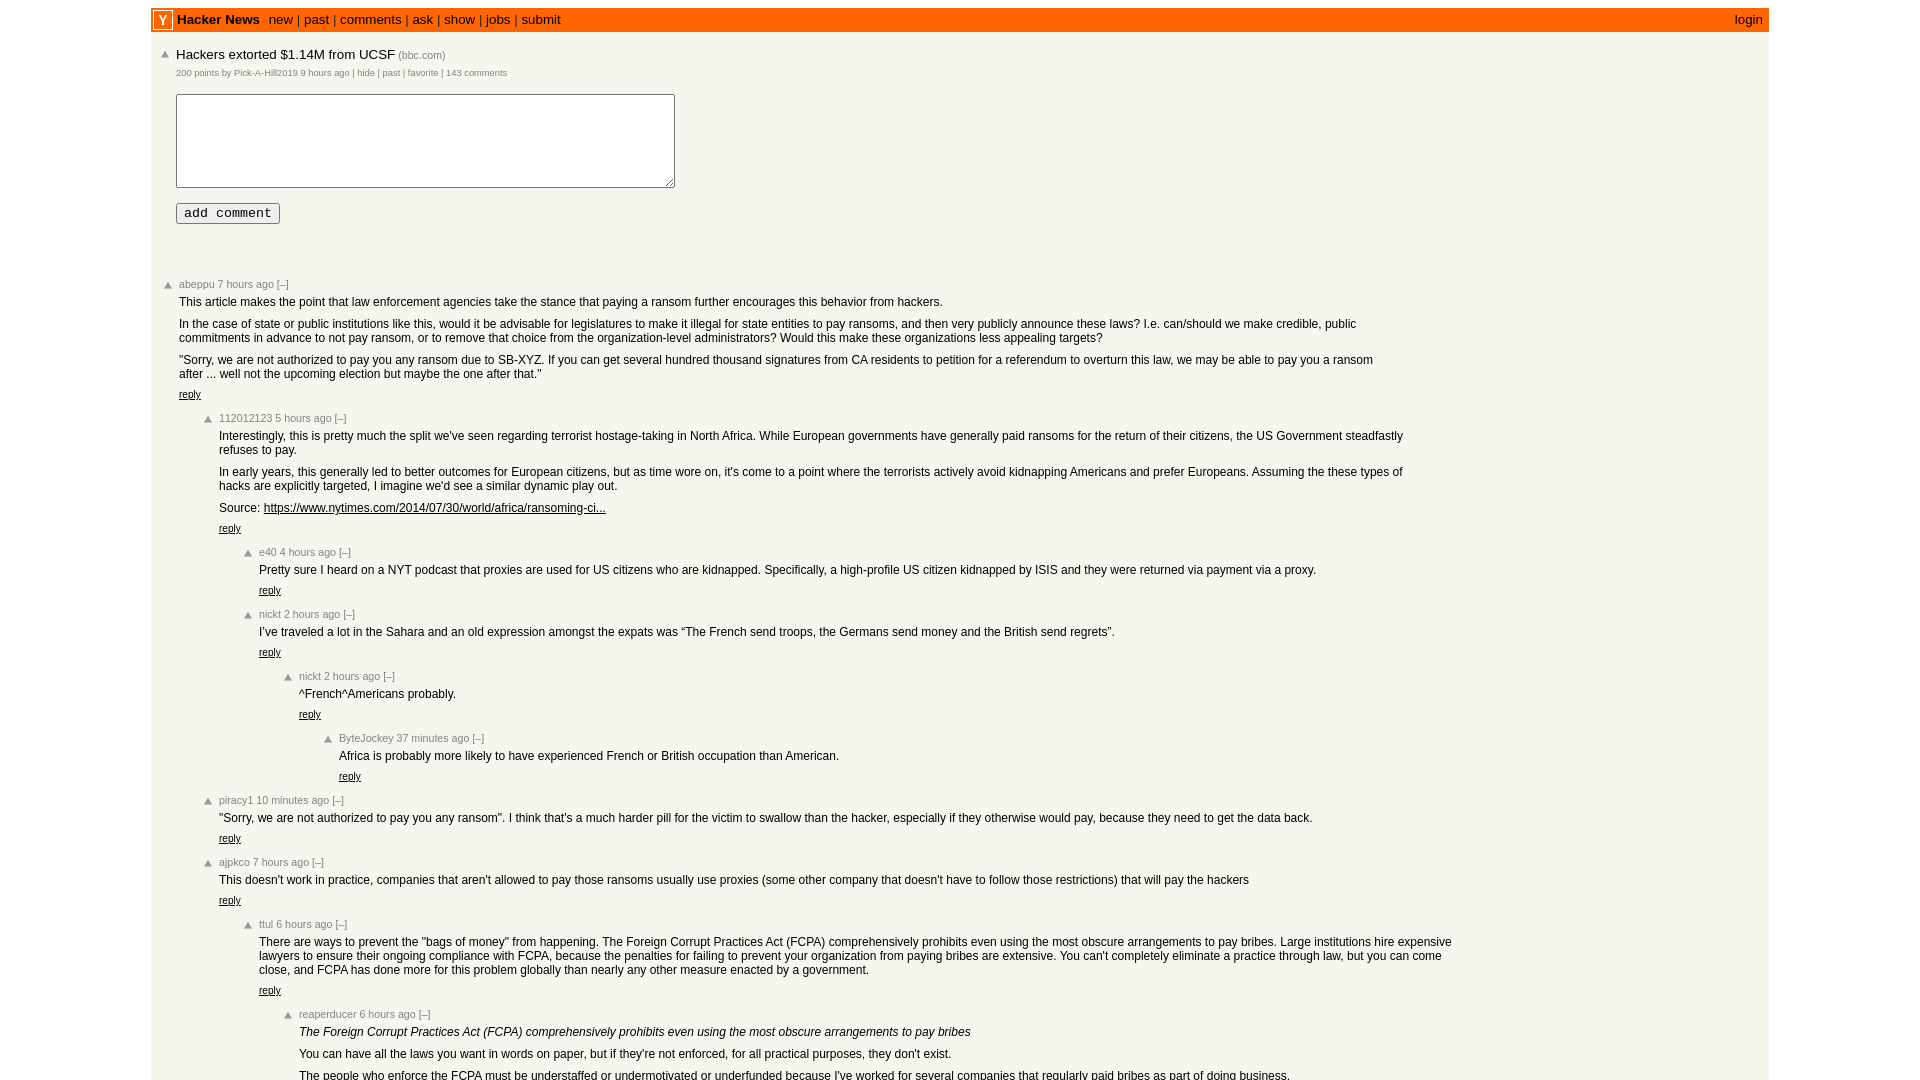 Y Hacker News new | past | comments | ask | show | jobs | submit login
Hackers extorted $1.14M from UCSF (bbc.com)
200 points by Pick-A-Hill2019 9 hours ago | hide | past | favorite | 143 comments
add comment
abeppu 7 hours ago [–]
This article makes the point that law enforcement agencies take the stance that paying a ransom further encourages this behavior from hackers.
In the case of state or public institutions like this, would it be advisable for legislatures to make it illegal for state entities to pay ransoms, and then very publicly announce these laws? I.e. can/should we make credible, public
commitments in advance to not pay ransom, or to remove that choice from the organization-level administrators? Would this make these organizations less appealing targets?
"Sorry, we are not authorized to pay you any ransom due to SB-XYZ. If you can get several hundred thousand signatures from CA residents to petition for a referendum to overturn this law, we may be able to pay you a ransom
after ... well not the upcoming election but maybe the one after that."
reply
112012123 5 hours ago [–]
Interestingly, this is pretty much the split we've seen regarding terrorist hostage-taking in North Africa. While European governments have generally paid ransoms for the return of their citizens, the US Government steadfastly
refuses to pay.
In early years, this generally led to better outcomes for European citizens, but as time wore on, it's come to a point where the terrorists actively avoid kidnapping Americans and prefer Europeans. Assuming the these types of
hacks are explicitly targeted, I imagine we'd see a similar dynamic play out.
Source: https://www.nytimes.com/2014/07/30/world/africa/ransoming-ci...
reply
e40 4 hours ago [–]
Pretty sure I heard on a NYT podcast that proxies are used for US citizens who are kidnapped. Specifically, a high-profile US citizen kidnapped by ISIS and they were returned via payment via a proxy.
reply
nickt 2 hours ago [–]
I've traveled a lot in the Sahara and an old expression amongst the expats was “The French send troops, the Germans send money and the British send regrets”.
reply
nickt 2 hours ago [–]
^French^Americans probably.
reply
ByteJockey 37 minutes ago [–]
Africa is probably more likely to have experienced French or British occupation than American.
reply
piracy1 10 minutes ago [–]
"Sorry, we are not authorized to pay you any ransom". I think that's a much harder pill for the victim to swallow than the hacker, especially if they otherwise would pay, because they need to get the data back.
reply
ajpkco 7 hours ago [–]
This doesn't work in practice, companies that aren't allowed to pay those ransoms usually use proxies (some other company that doesn't have to follow those restrictions) that will pay the hackers
reply
ttul 6 hours ago [–]
There are ways to prevent the "bags of money" from happening. The Foreign Corrupt Practices Act (FCPA) comprehensively prohibits even using the most obscure arrangements to pay bribes. Large institutions hire expensive
lawyers to ensure their ongoing compliance with FCPA, because the penalties for failing to prevent your organization from paying bribes are extensive. You can't completely eliminate a practice through law, but you can come
close, and FCPA has done more for this problem globally than nearly any other measure enacted by a government.
reply
reaperducer 6 hours ago [–]
The Foreign Corrupt Practices Act (FCPA) comprehensively prohibits even using the most obscure arrangements to pay bribes
You can have all the laws you want in words on paper, but if they're not enforced, for all practical purposes, they don't exist.
The people who enforce the FCPA must be understaffed or undermotivated or underfunded because I've worked for several companies that regularly paid bribes as part of doing business.